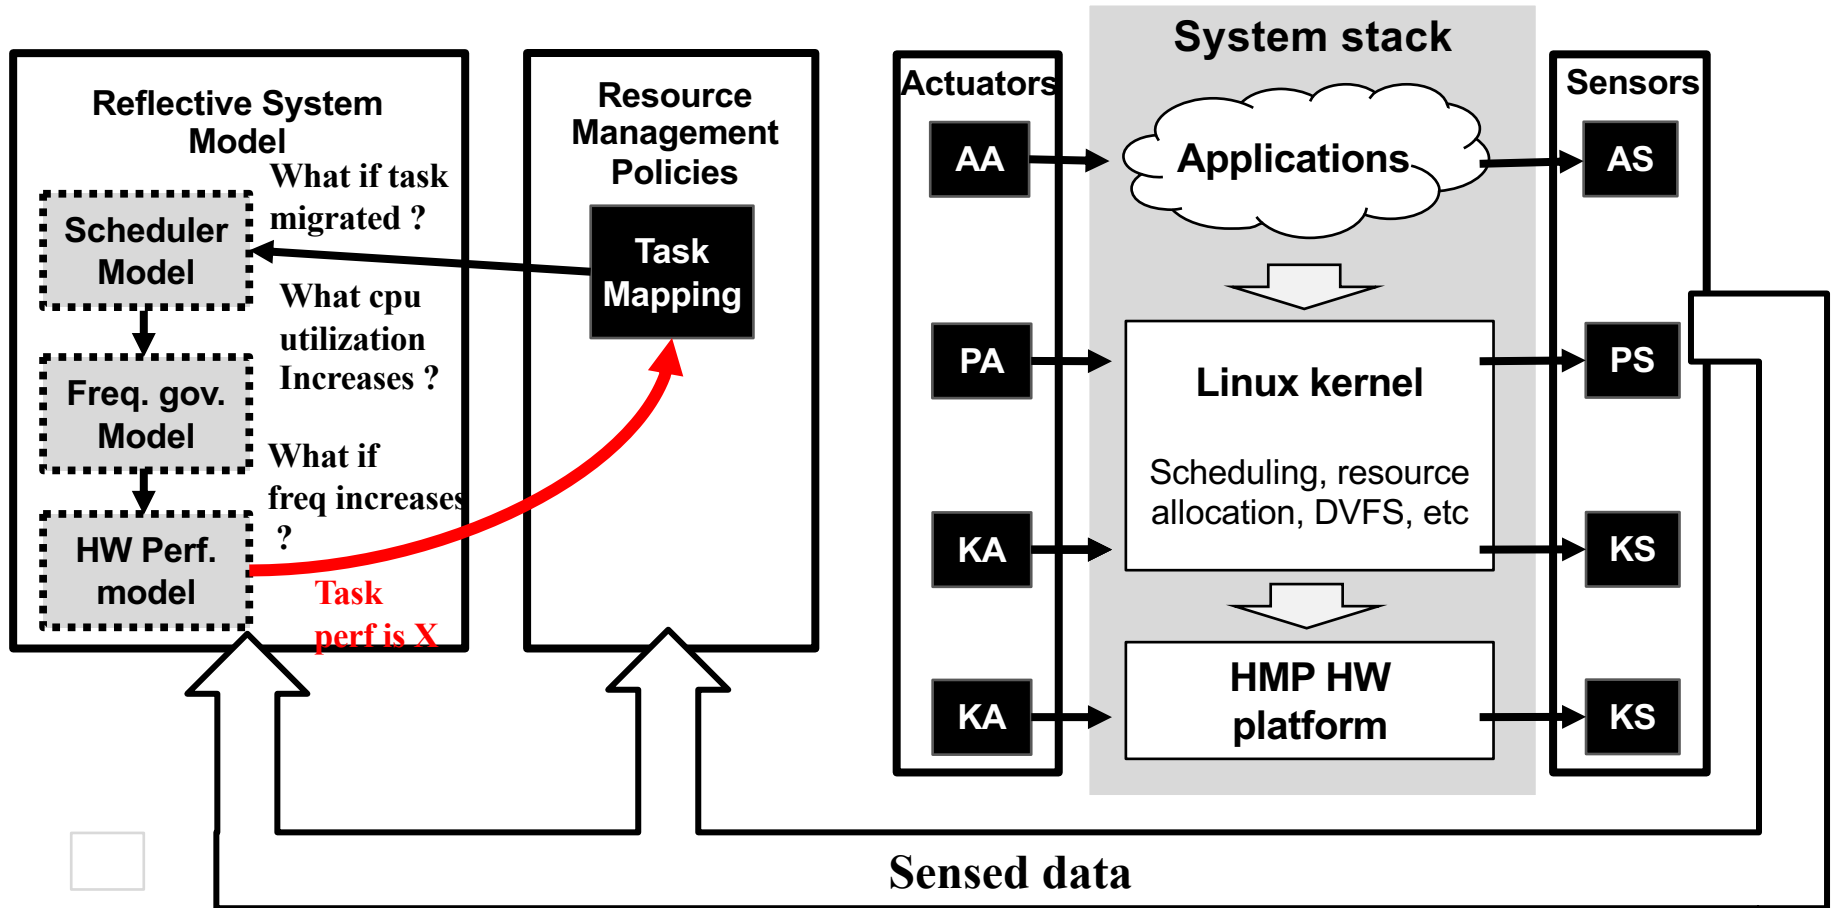 Reflective System
Model
What if task
migrated ?
Scheduler
Model
What cpu
utilization
Increases ?
Freq. gov.
Model
What if
freq increases
?
HW Perf.
model
Task
perf is X
Resource
Management
Policies
Task
Mapping
Actuators
AA
PA
KA
KA
System stack
Applications
Linux kernel
Scheduling, resource
allocation, DVFS, etc
HMP HW
platform
Sensors
AS
PS
KS
KS
Sensed data